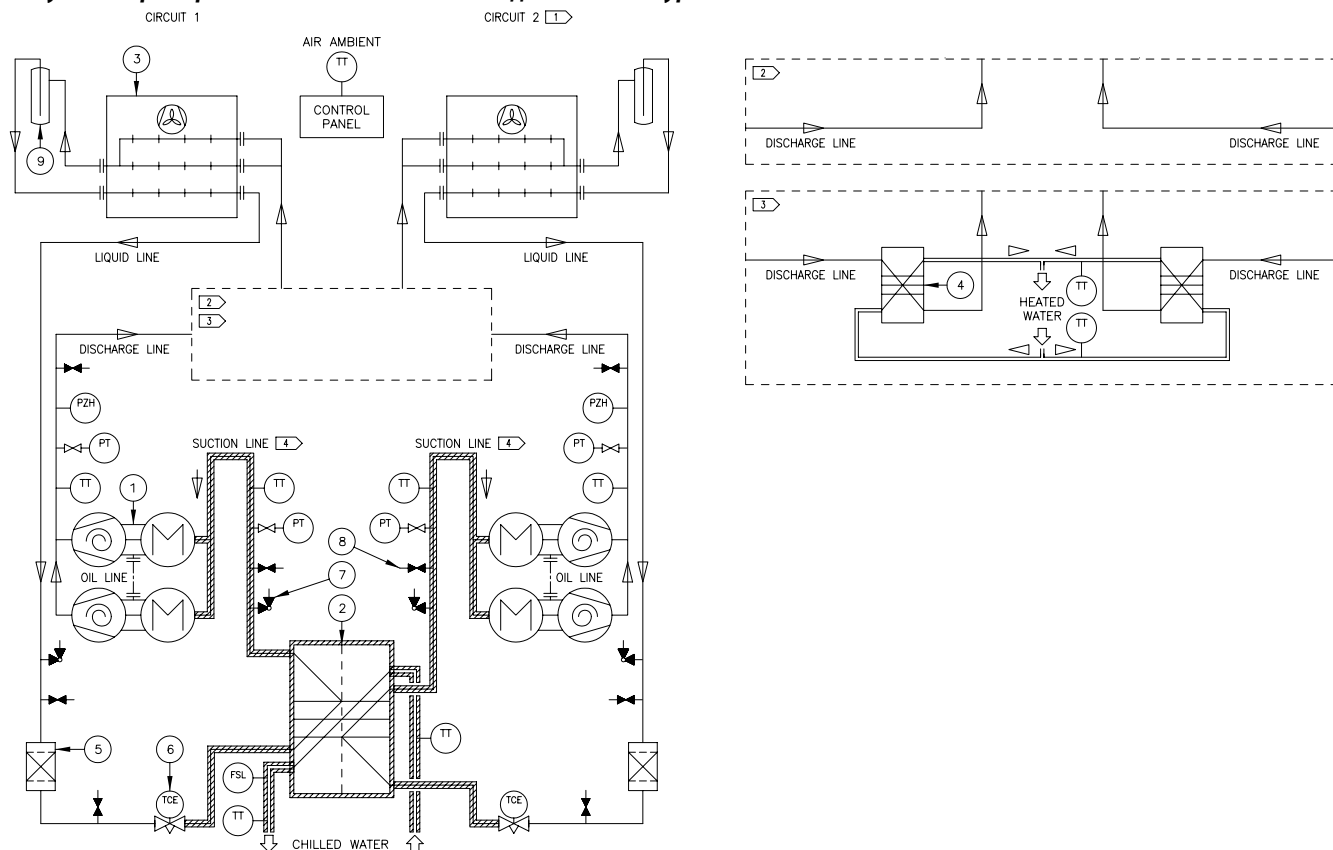 CIRCUIT 1
CIRCUIT 2 1
AIR AMBIENT
TT
CONTROL
PANEL
3
9
LIQUID LINE
LIQUID LINE
2
3
DISCHARGE LINE
DISCHARGE LINE
PZH
PZH
PT
SUCTION LINE 4
SUCTION LINE 4
PT
TT
1
TT
TT
TT
PT
PT
8
OIL LINE
7
OIL LINE
2
TT
5
6
FSL
TCE
TT
TCE
CHILLED WATER
2
DISCHARGE LINE
DISCHARGE LINE
3
DISCHARGE LINE
4
TT
DISCHARGE LINE
HEATED
WATER
TT